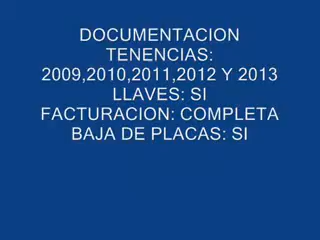 DOCUMENTACION
TENENCIAS:
2009,2010,2011,2012 Y 2013
LLAVES: SI
FACTURACION: COMPLETA
BAJA DE PLACAS: SI